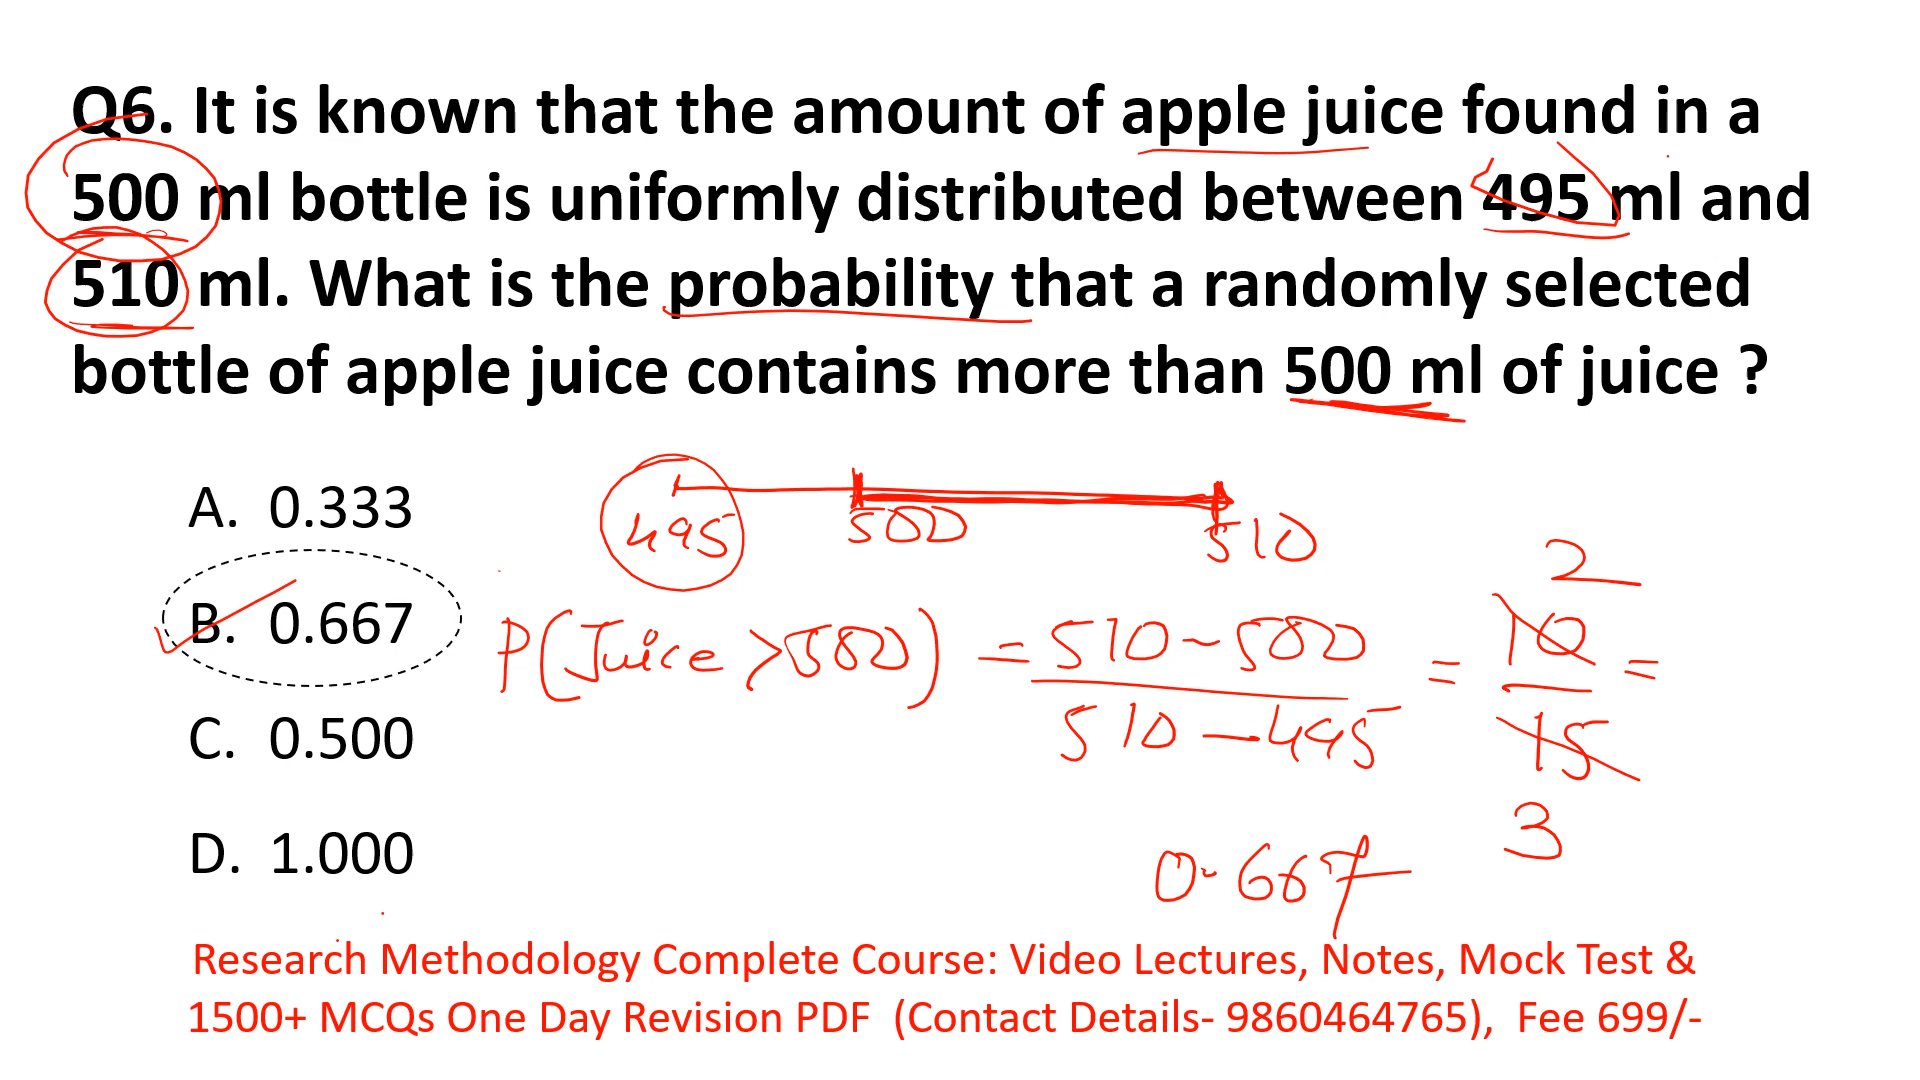 Q6. It is known that the amount of apple juice found in a
500 ml bottle is uniformly distributed between 495 ml and
510 ml. What is the probability that a randomly selected
bottle of apple juice contains more than 500 ml of juice ?
A. 0.333
B. 0.667
C. 0.500
D. 1.000
495 500 510
P(Juice >500) = 510-500 / 510-495 = 10/15 =
2
3
0.667
Research Methodology Complete Course: Video Lectures, Notes, Mock Test &
1500+ MCQs One Day Revision PDF (Contact Details- 9860464765), Fee 699/-